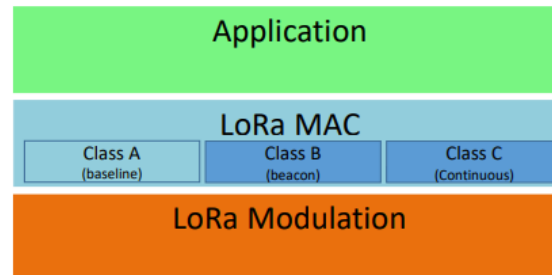 Application
LoRa MAC
Class A
(baseline)
Class B
(beacon)
Class C
(Continuous)
LoRa Modulation